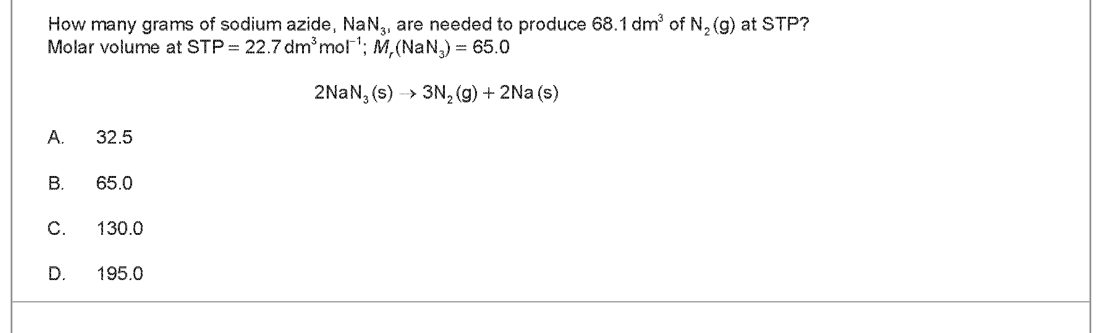 How many grams of sodium azide, NaN₃, are needed to produce 68.1 dm³ of N₂(g) at STP?
Molar volume at STP = 22.7 dm³ mol⁻¹; Mᵣ(NaN₃) = 65.0
2NaN₃(s) → 3N₂(g) + 2Na(s)
A. 32.5
B. 65.0
C. 130.0
D. 195.0